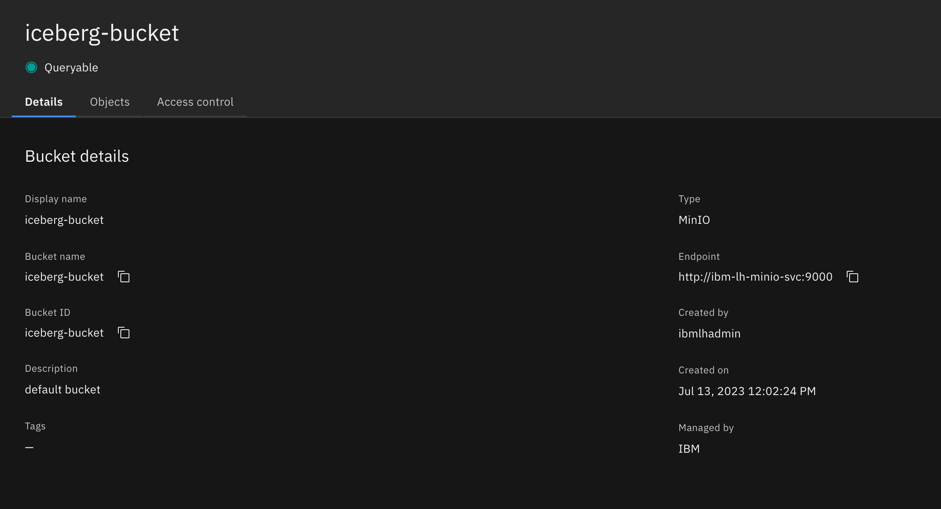 iceberg-bucket
Queryable
Details Objects Access control
Bucket details
Display name
iceberg-bucket
Bucket name
iceberg-bucket
Bucket ID
iceberg-bucket
Description
default bucket
Tags
—
Type
MinIO
Endpoint
http://ibm-lh-minio-svc:9000
Created by
ibmlhadmin
Created on
Jul 13, 2023 12:02:24 PM
Managed by
IBM